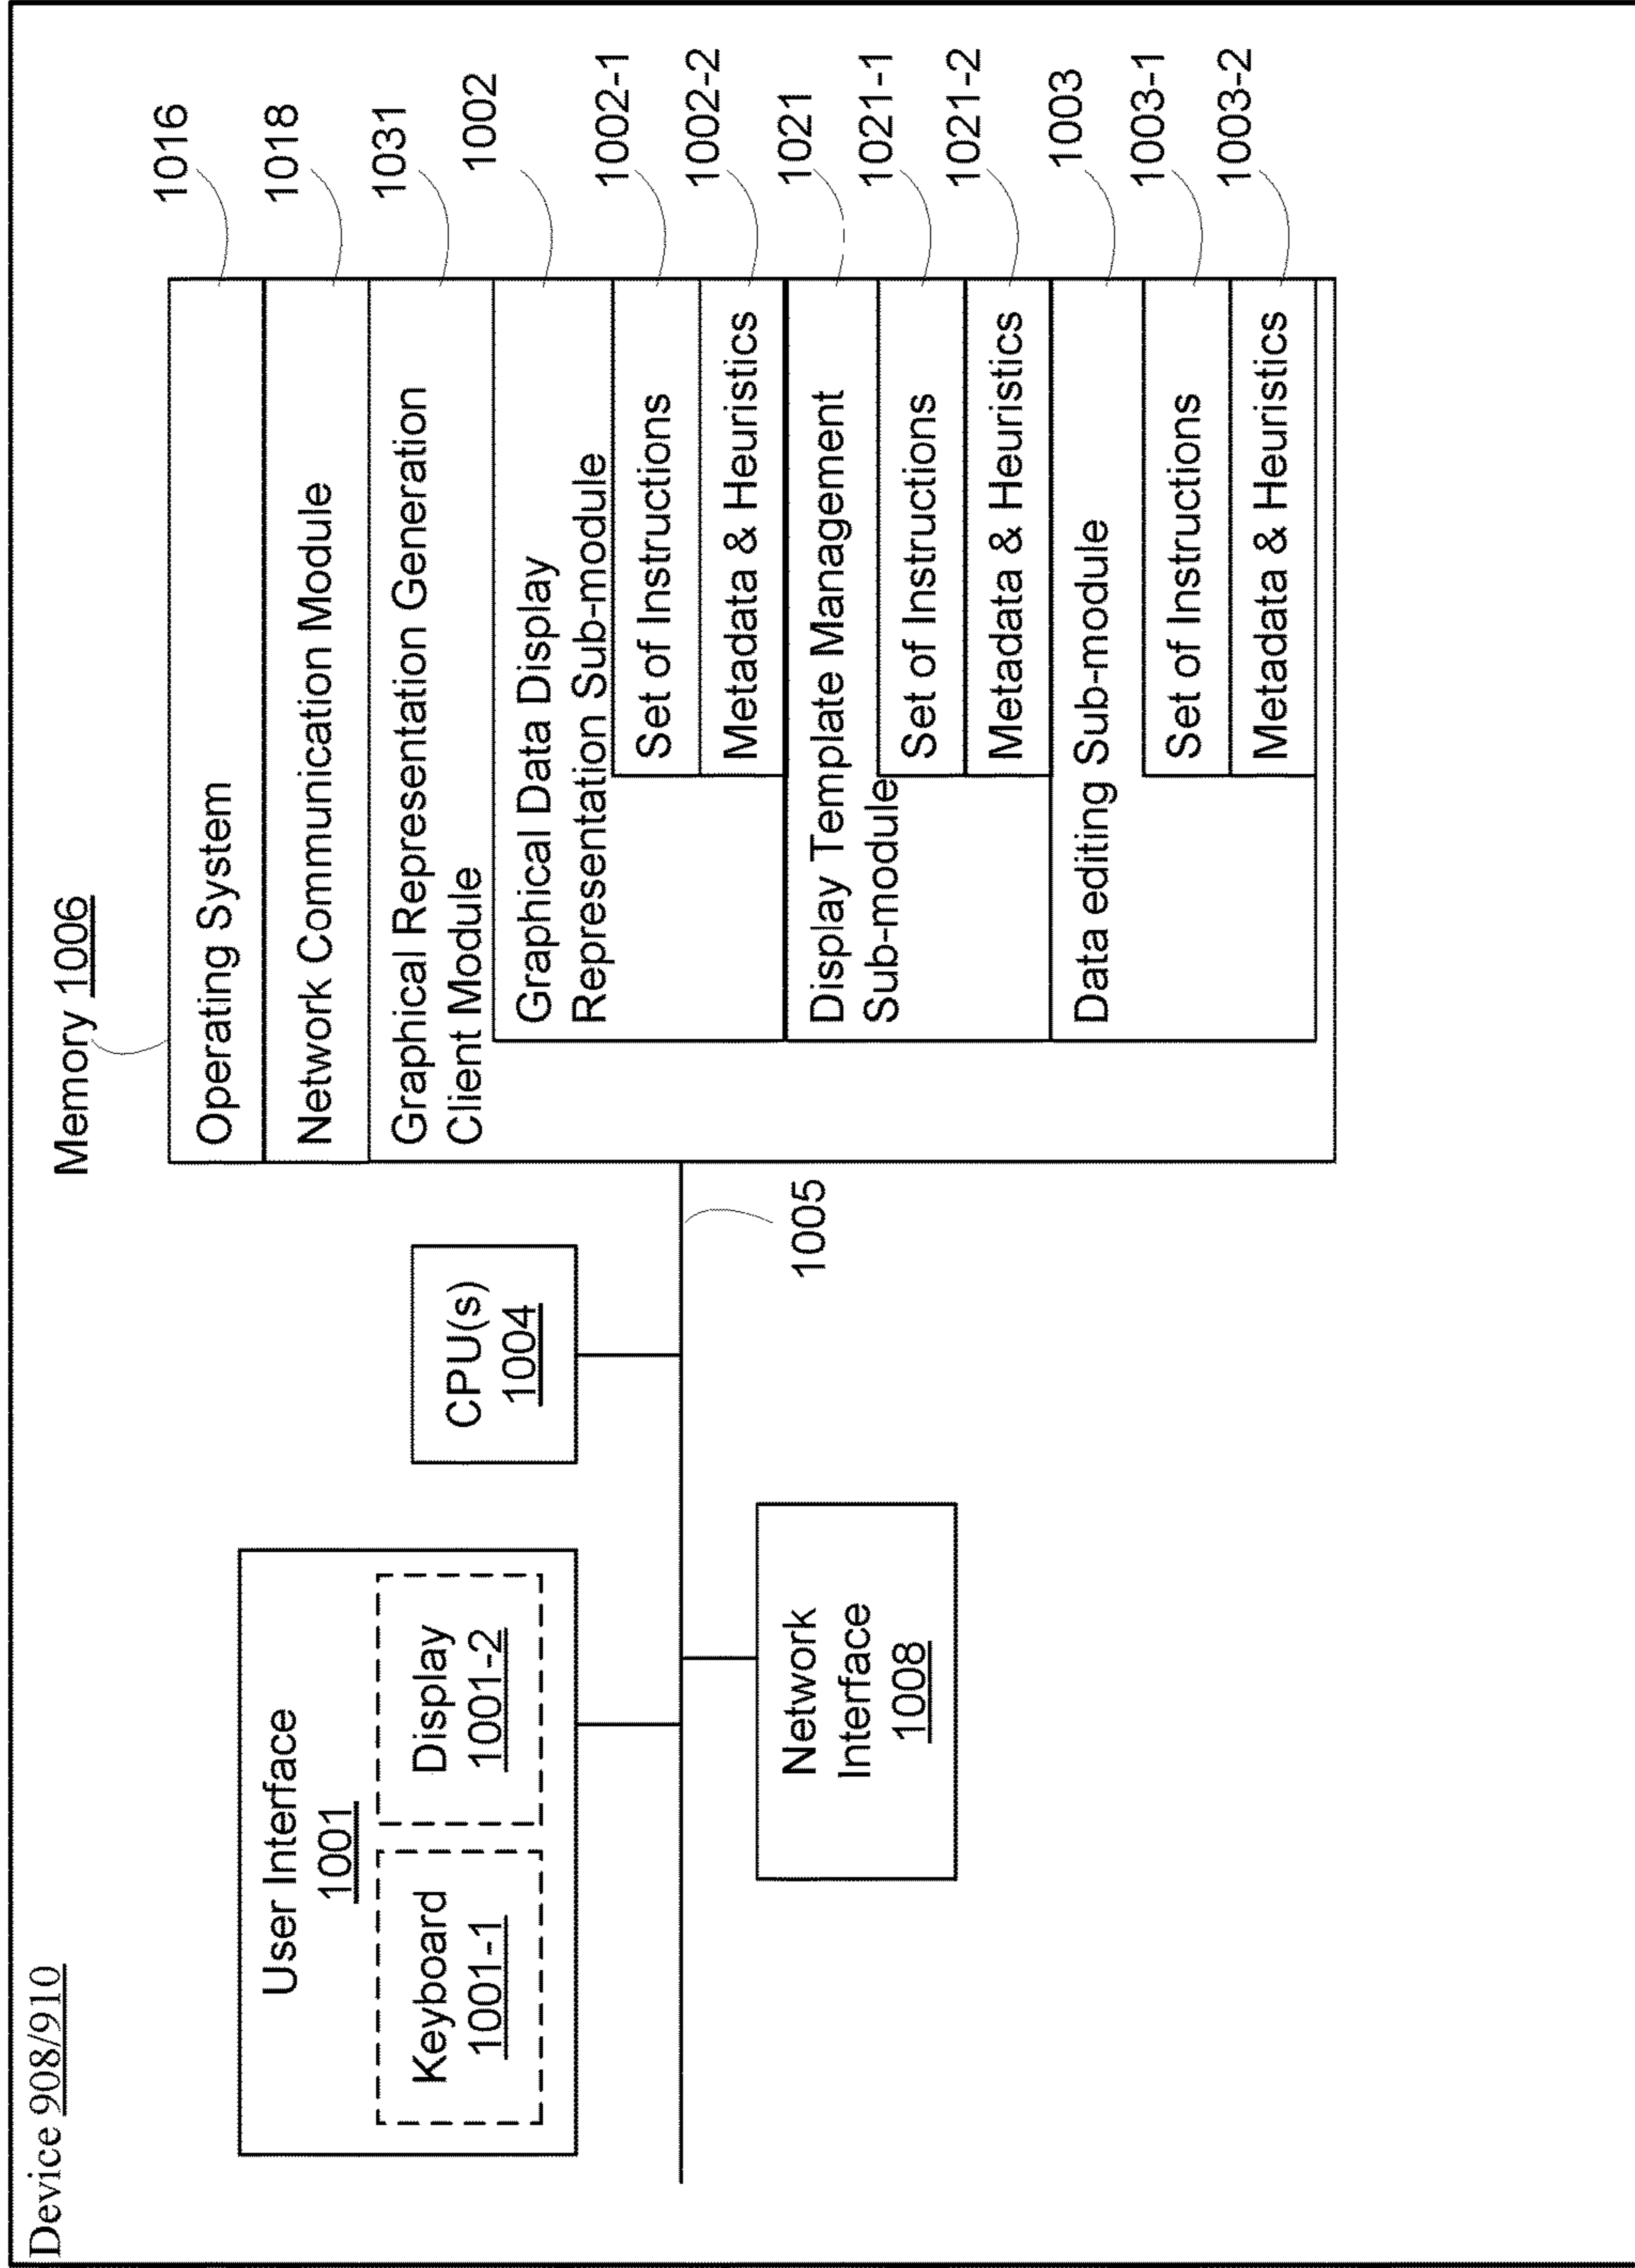 Device 908/910
User Interface
1001
Keyboard
1001-1
Display
1001-2
CPU(s)
1004
Network
Interface
1008
1005
Memory 1006
Operating System
1016
Network Communication Module
1018
Graphical Representation Generation
Client Module
1031
Graphical Data Display
Representation Sub-module
1002
Set of Instructions
1002-1
Metadata & Heuristics
1002-2
Display Template Management
Sub-module
1021
Set of Instructions
1021-1
Metadata & Heuristics
1021-2
Data editing Sub-module
1003
Set of Instructions
1003-1
Metadata & Heuristics
1003-2